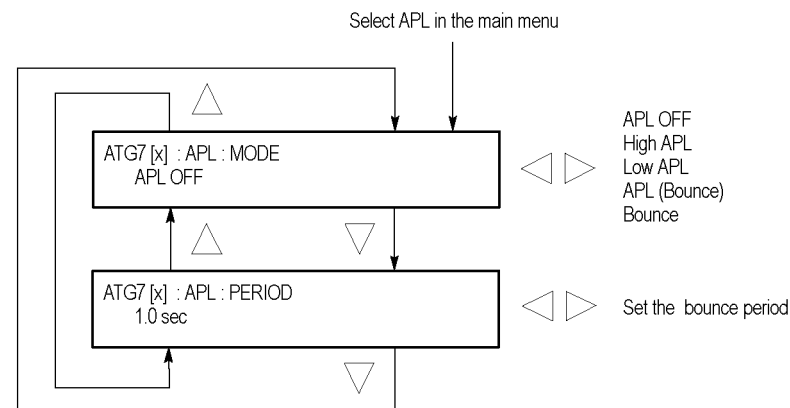 Select APL in the main menu
ATG7 [x] : APL : MODE
APL OFF
APL OFF
High APL
Low APL
APL (Bounce)
Bounce
ATG7 [x] : APL : PERIOD
1.0 sec
Set the bounce period